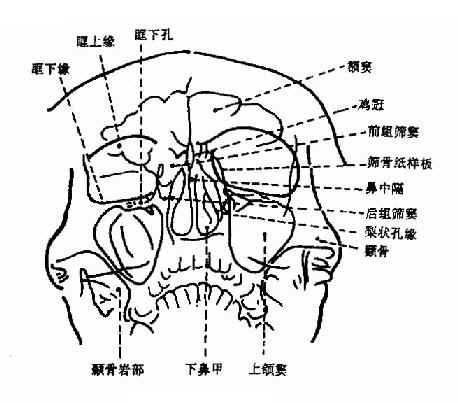 眶上缘
眶下孔
眶下缘
额窦
鸡冠
前组筛窦
筛骨纸样板
鼻中隔
后组筛窦
梨状孔缘
颧骨
颞骨岩部
下鼻甲
上颌窦